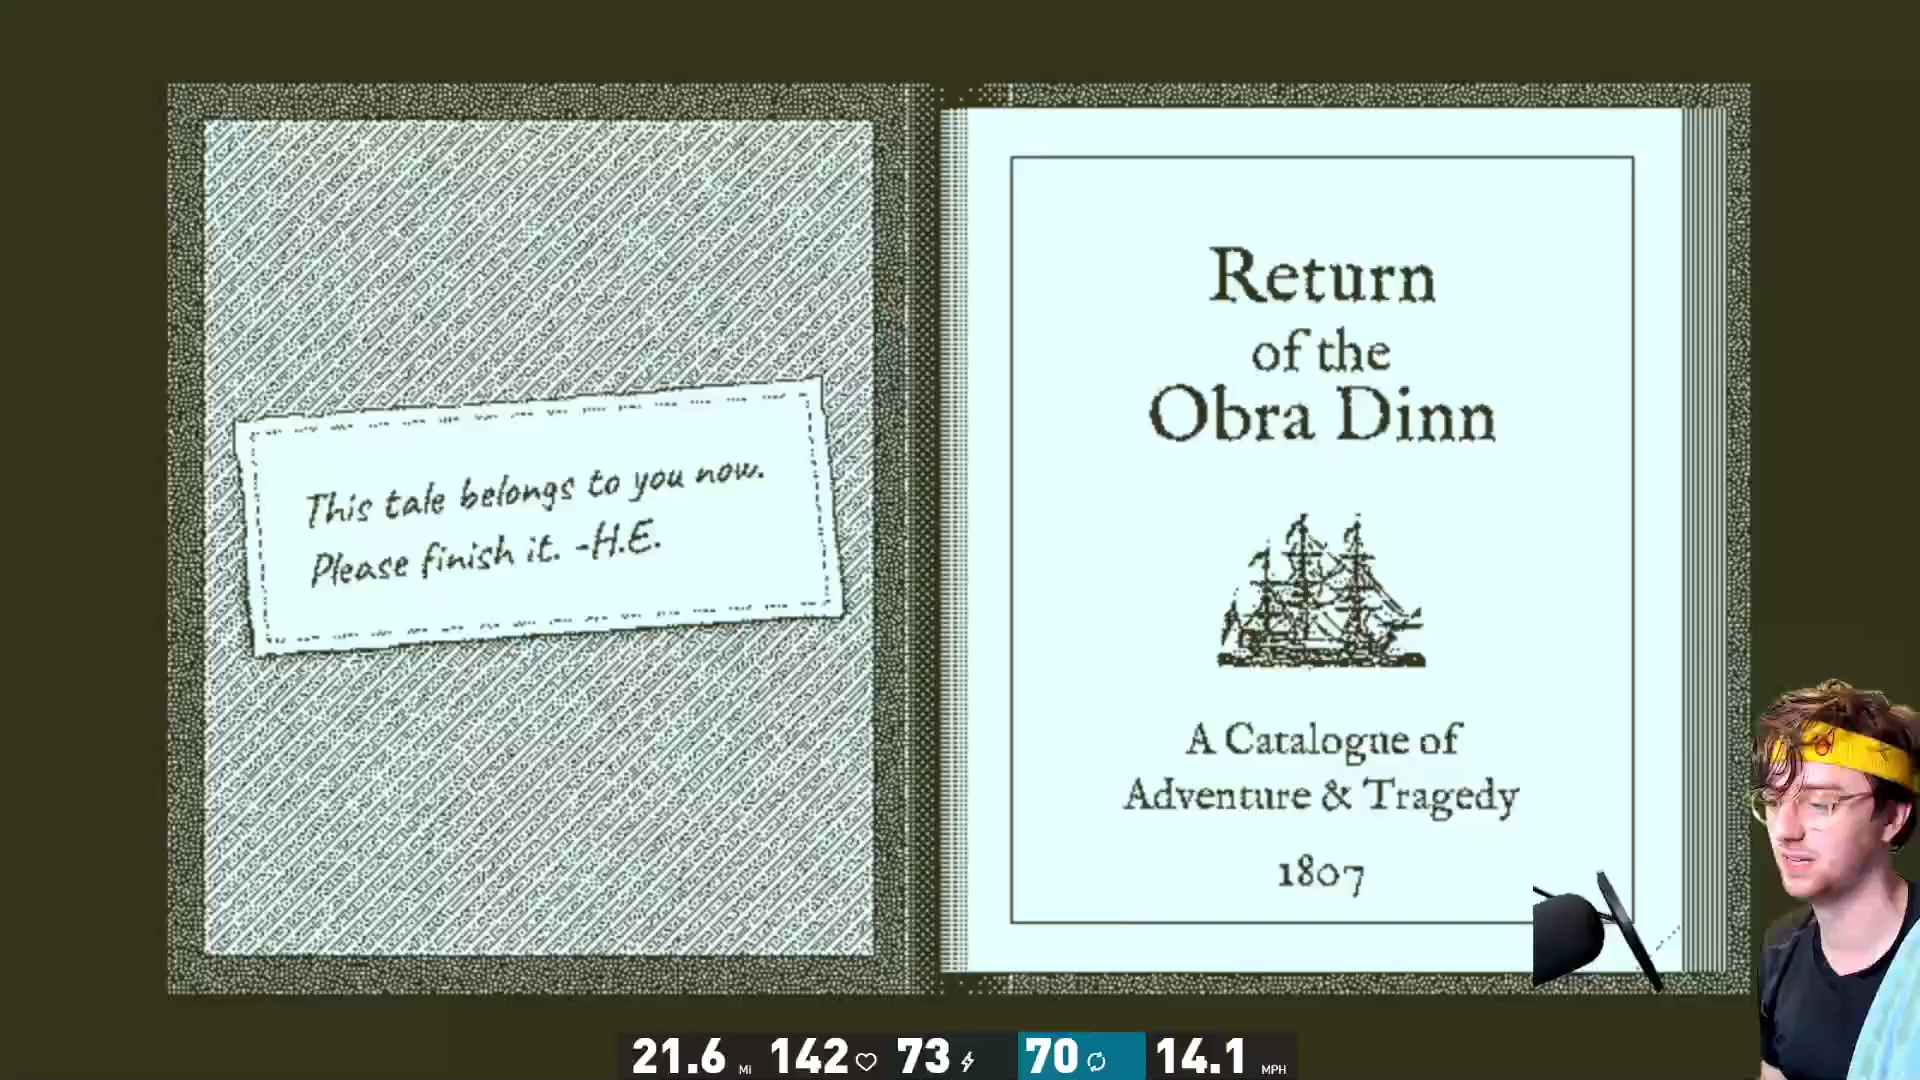 This tale belongs to you now.
Please finish it. -H.E.
Return
of the
Obra Dinn
A Catalogue of
Adventure & Tragedy
1807
21.6 MI 142 73 70 14.1 MPH